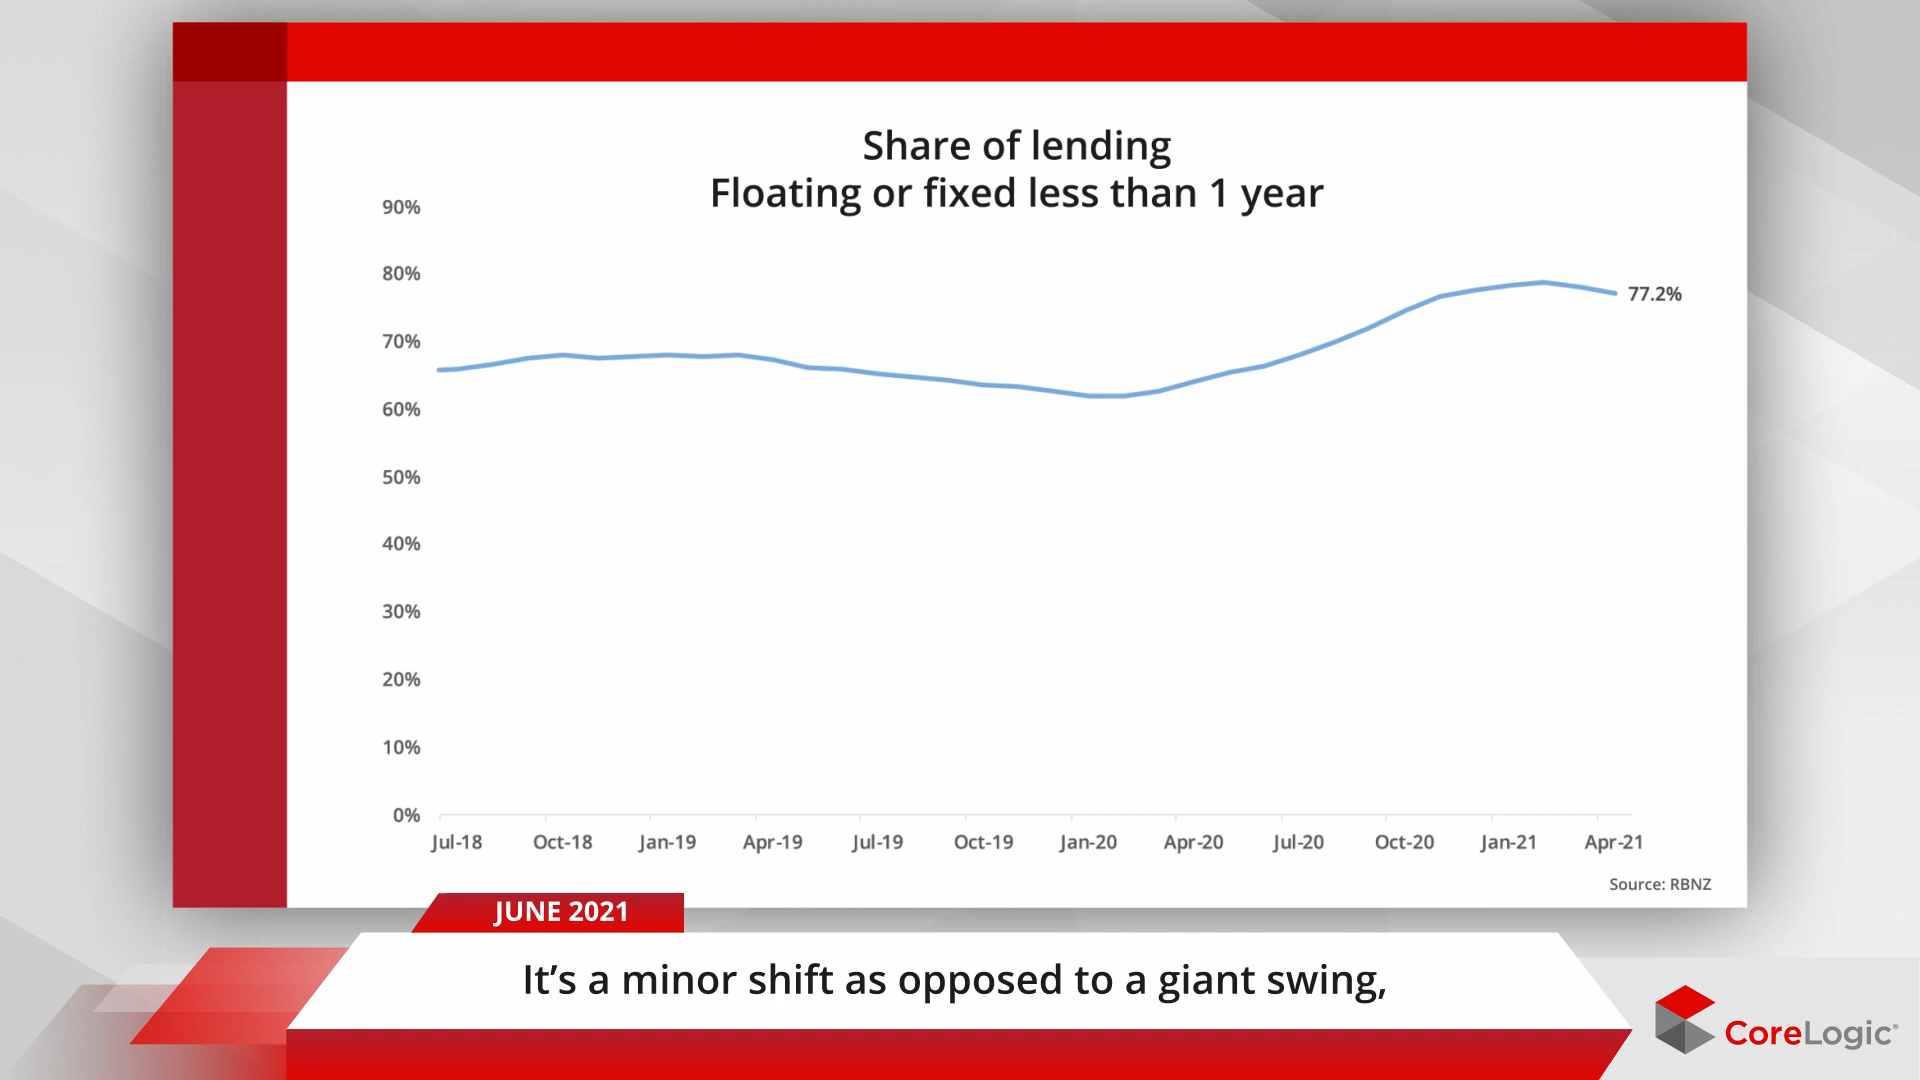 Share of lending
Floating or fixed less than 1 year
90%
80%
70%
60%
50%
40%
30%
20%
10%
0%
77.2%
Jul-18 Oct-18 Jan-19 Apr-19 Jul-19 Oct-19 Jan-20 Apr-20 Jul-20 Oct-20 Jan-21 Apr-21
Source: RBNZ
JUNE 2021
It’s a minor shift as opposed to a giant swing,
CoreLogic®